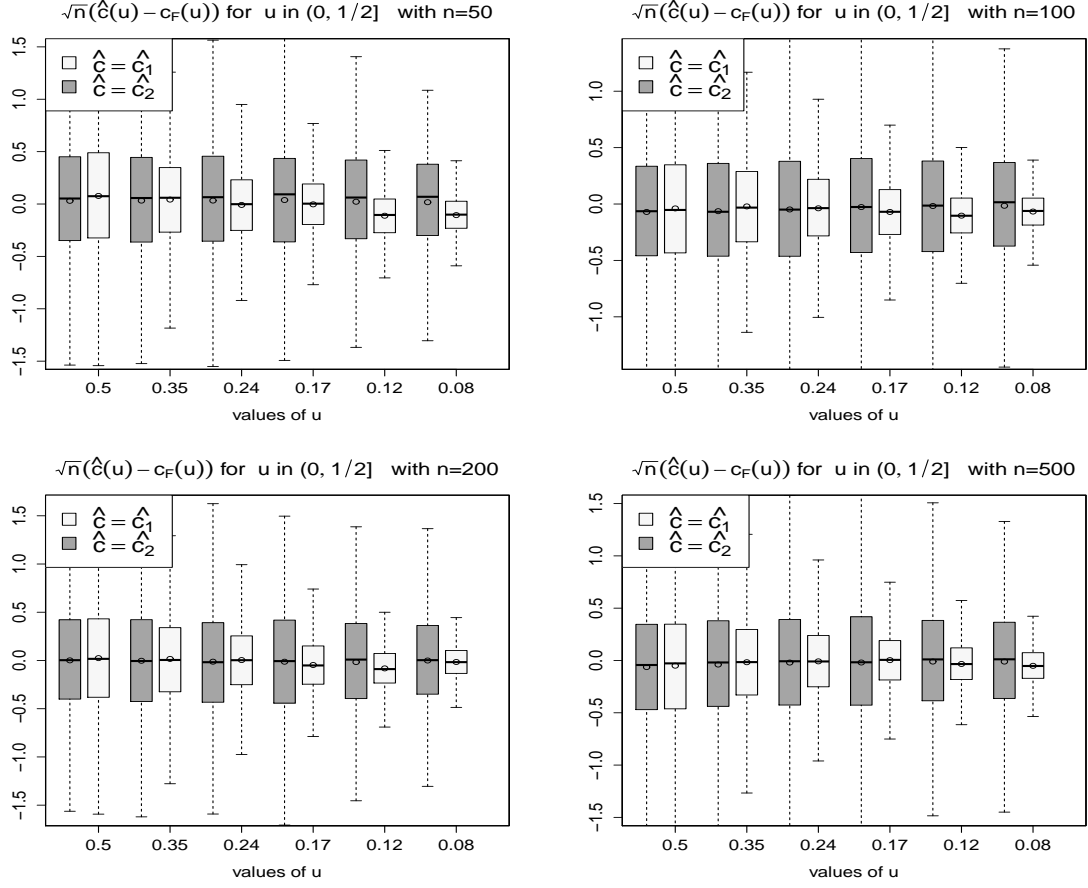 √n(ĉ(u) − c_F(u)) for u in (0, 1/2] with n=50
ĉ = ĉ₁
ĉ = ĉ₂
1.5
1.0
0.5
0.0
−0.5
−1.0
−1.5
0.5 0.35 0.24 0.17 0.12 0.08
values of u
√n(ĉ(u) − c_F(u)) for u in (0, 1/2] with n=100
ĉ = ĉ₁
ĉ = ĉ₂
1.0
0.5
0.0
−0.5
−1.0
0.5 0.35 0.24 0.17 0.12 0.08
values of u
√n(ĉ(u) − c_F(u)) for u in (0, 1/2] with n=200
ĉ = ĉ₁
ĉ = ĉ₂
1.5
1.0
0.5
0.0
−0.5
−1.0
−1.5
0.5 0.35 0.24 0.17 0.12 0.08
values of u
√n(ĉ(u) − c_F(u)) for u in (0, 1/2] with n=500
ĉ = ĉ₁
ĉ = ĉ₂
1.5
1.0
0.5
0.0
−0.5
−1.0
−1.5
0.5 0.35 0.24 0.17 0.12 0.08
values of u